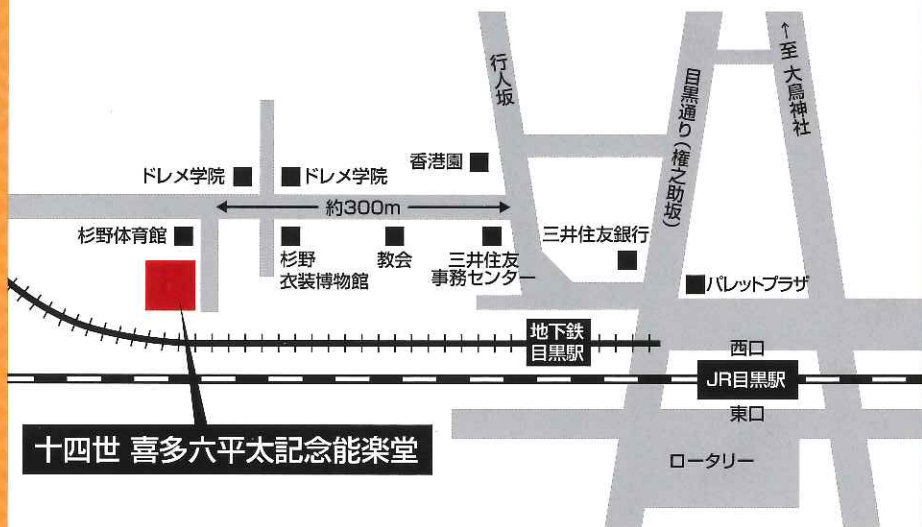 行人坂
目黒通り(権之助坂)
←至 大鳥神社
香港園
ドレメ学院
ドレメ学院
約300m
杉野体育館
杉野
衣装博物館
教会
三井住友
事務センター
三井住友銀行
パレットプラザ
地下鉄
目黒駅
西口
JR目黒駅
東口
十四世 喜多六平太記念能楽堂
ロータリー